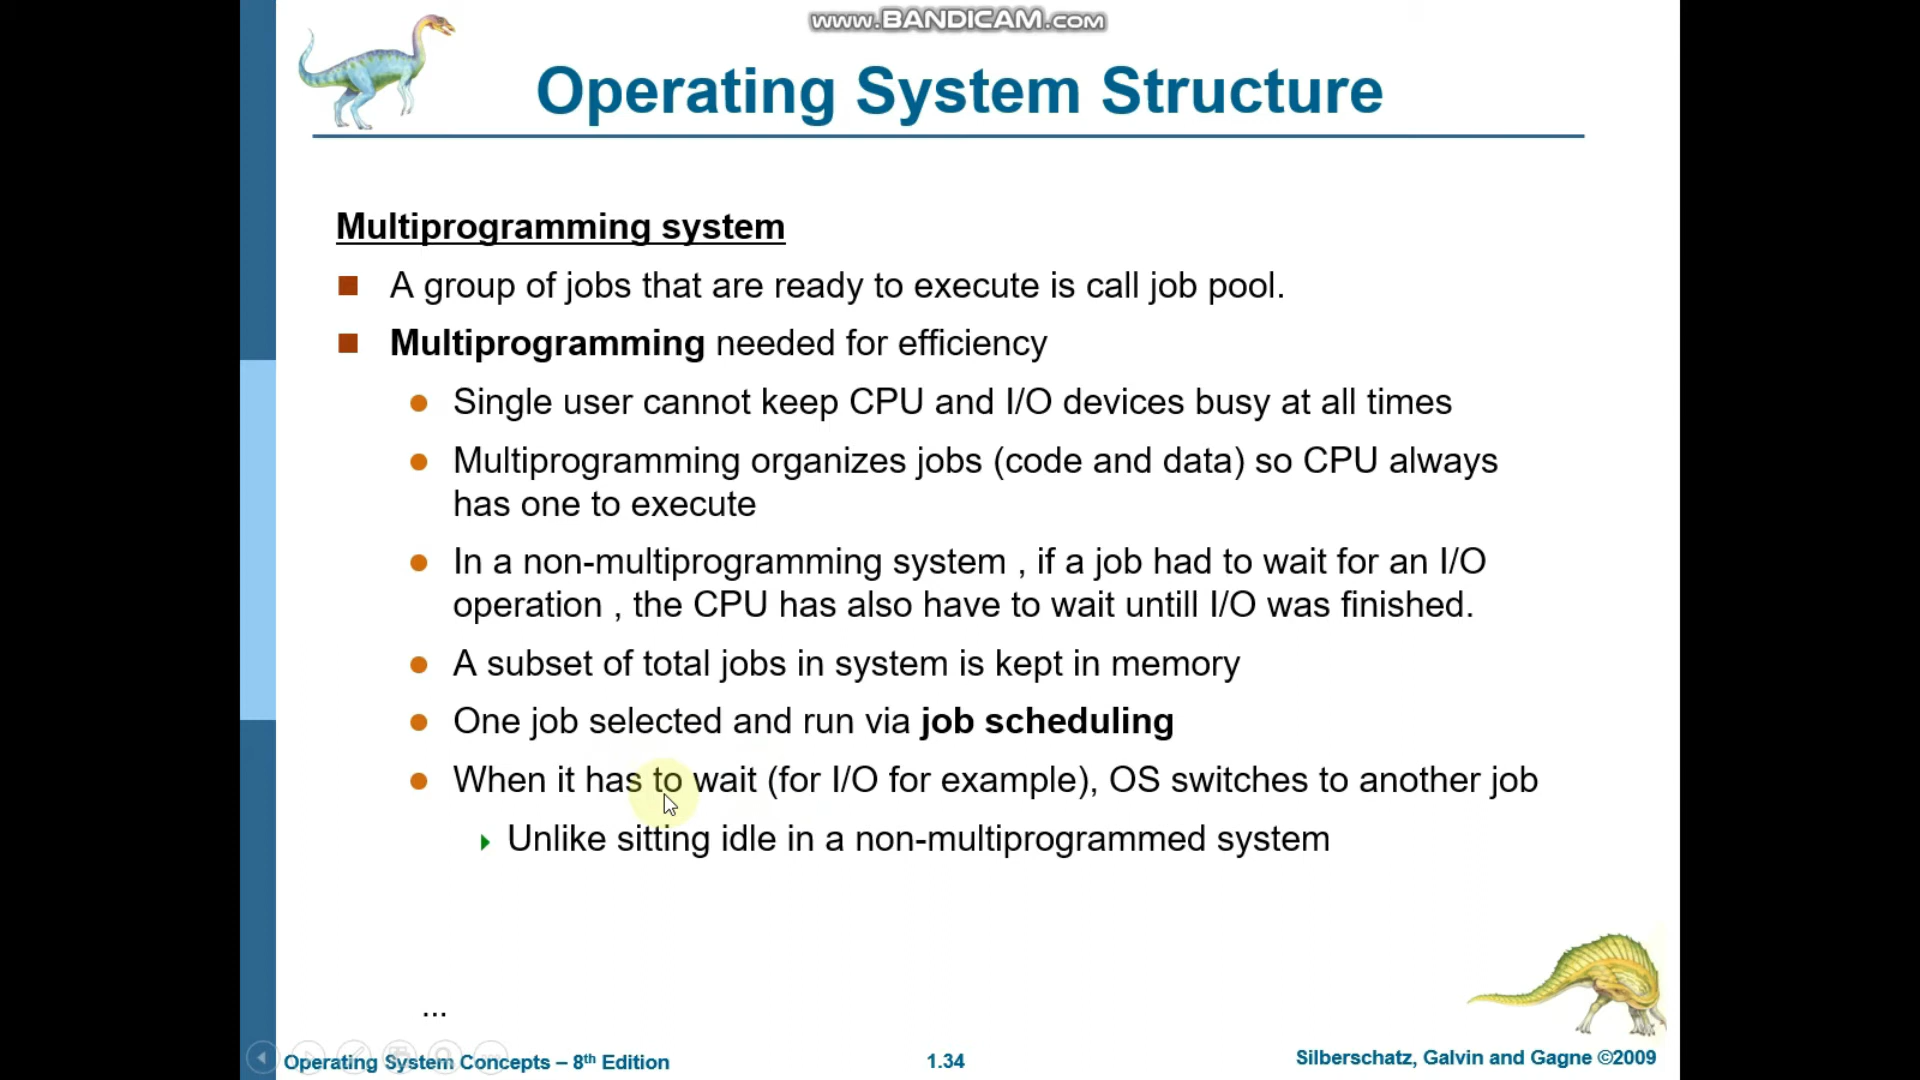 www.BANDICAM.com
Operating System Structure
Multiprogramming system
A group of jobs that are ready to execute is call job pool.
Multiprogramming needed for efficiency
Single user cannot keep CPU and I/O devices busy at all times
Multiprogramming organizes jobs (code and data) so CPU always
has one to execute
In a non-multiprogramming system , if a job had to wait for an I/O
operation , the CPU has also have to wait untill I/O was finished.
A subset of total jobs in system is kept in memory
One job selected and run via job scheduling
When it has to wait (for I/O for example), OS switches to another job
Unlike sitting idle in a non-multiprogrammed system
...
Operating System Concepts – 8th Edition
1.34
Silberschatz, Galvin and Gagne ©2009